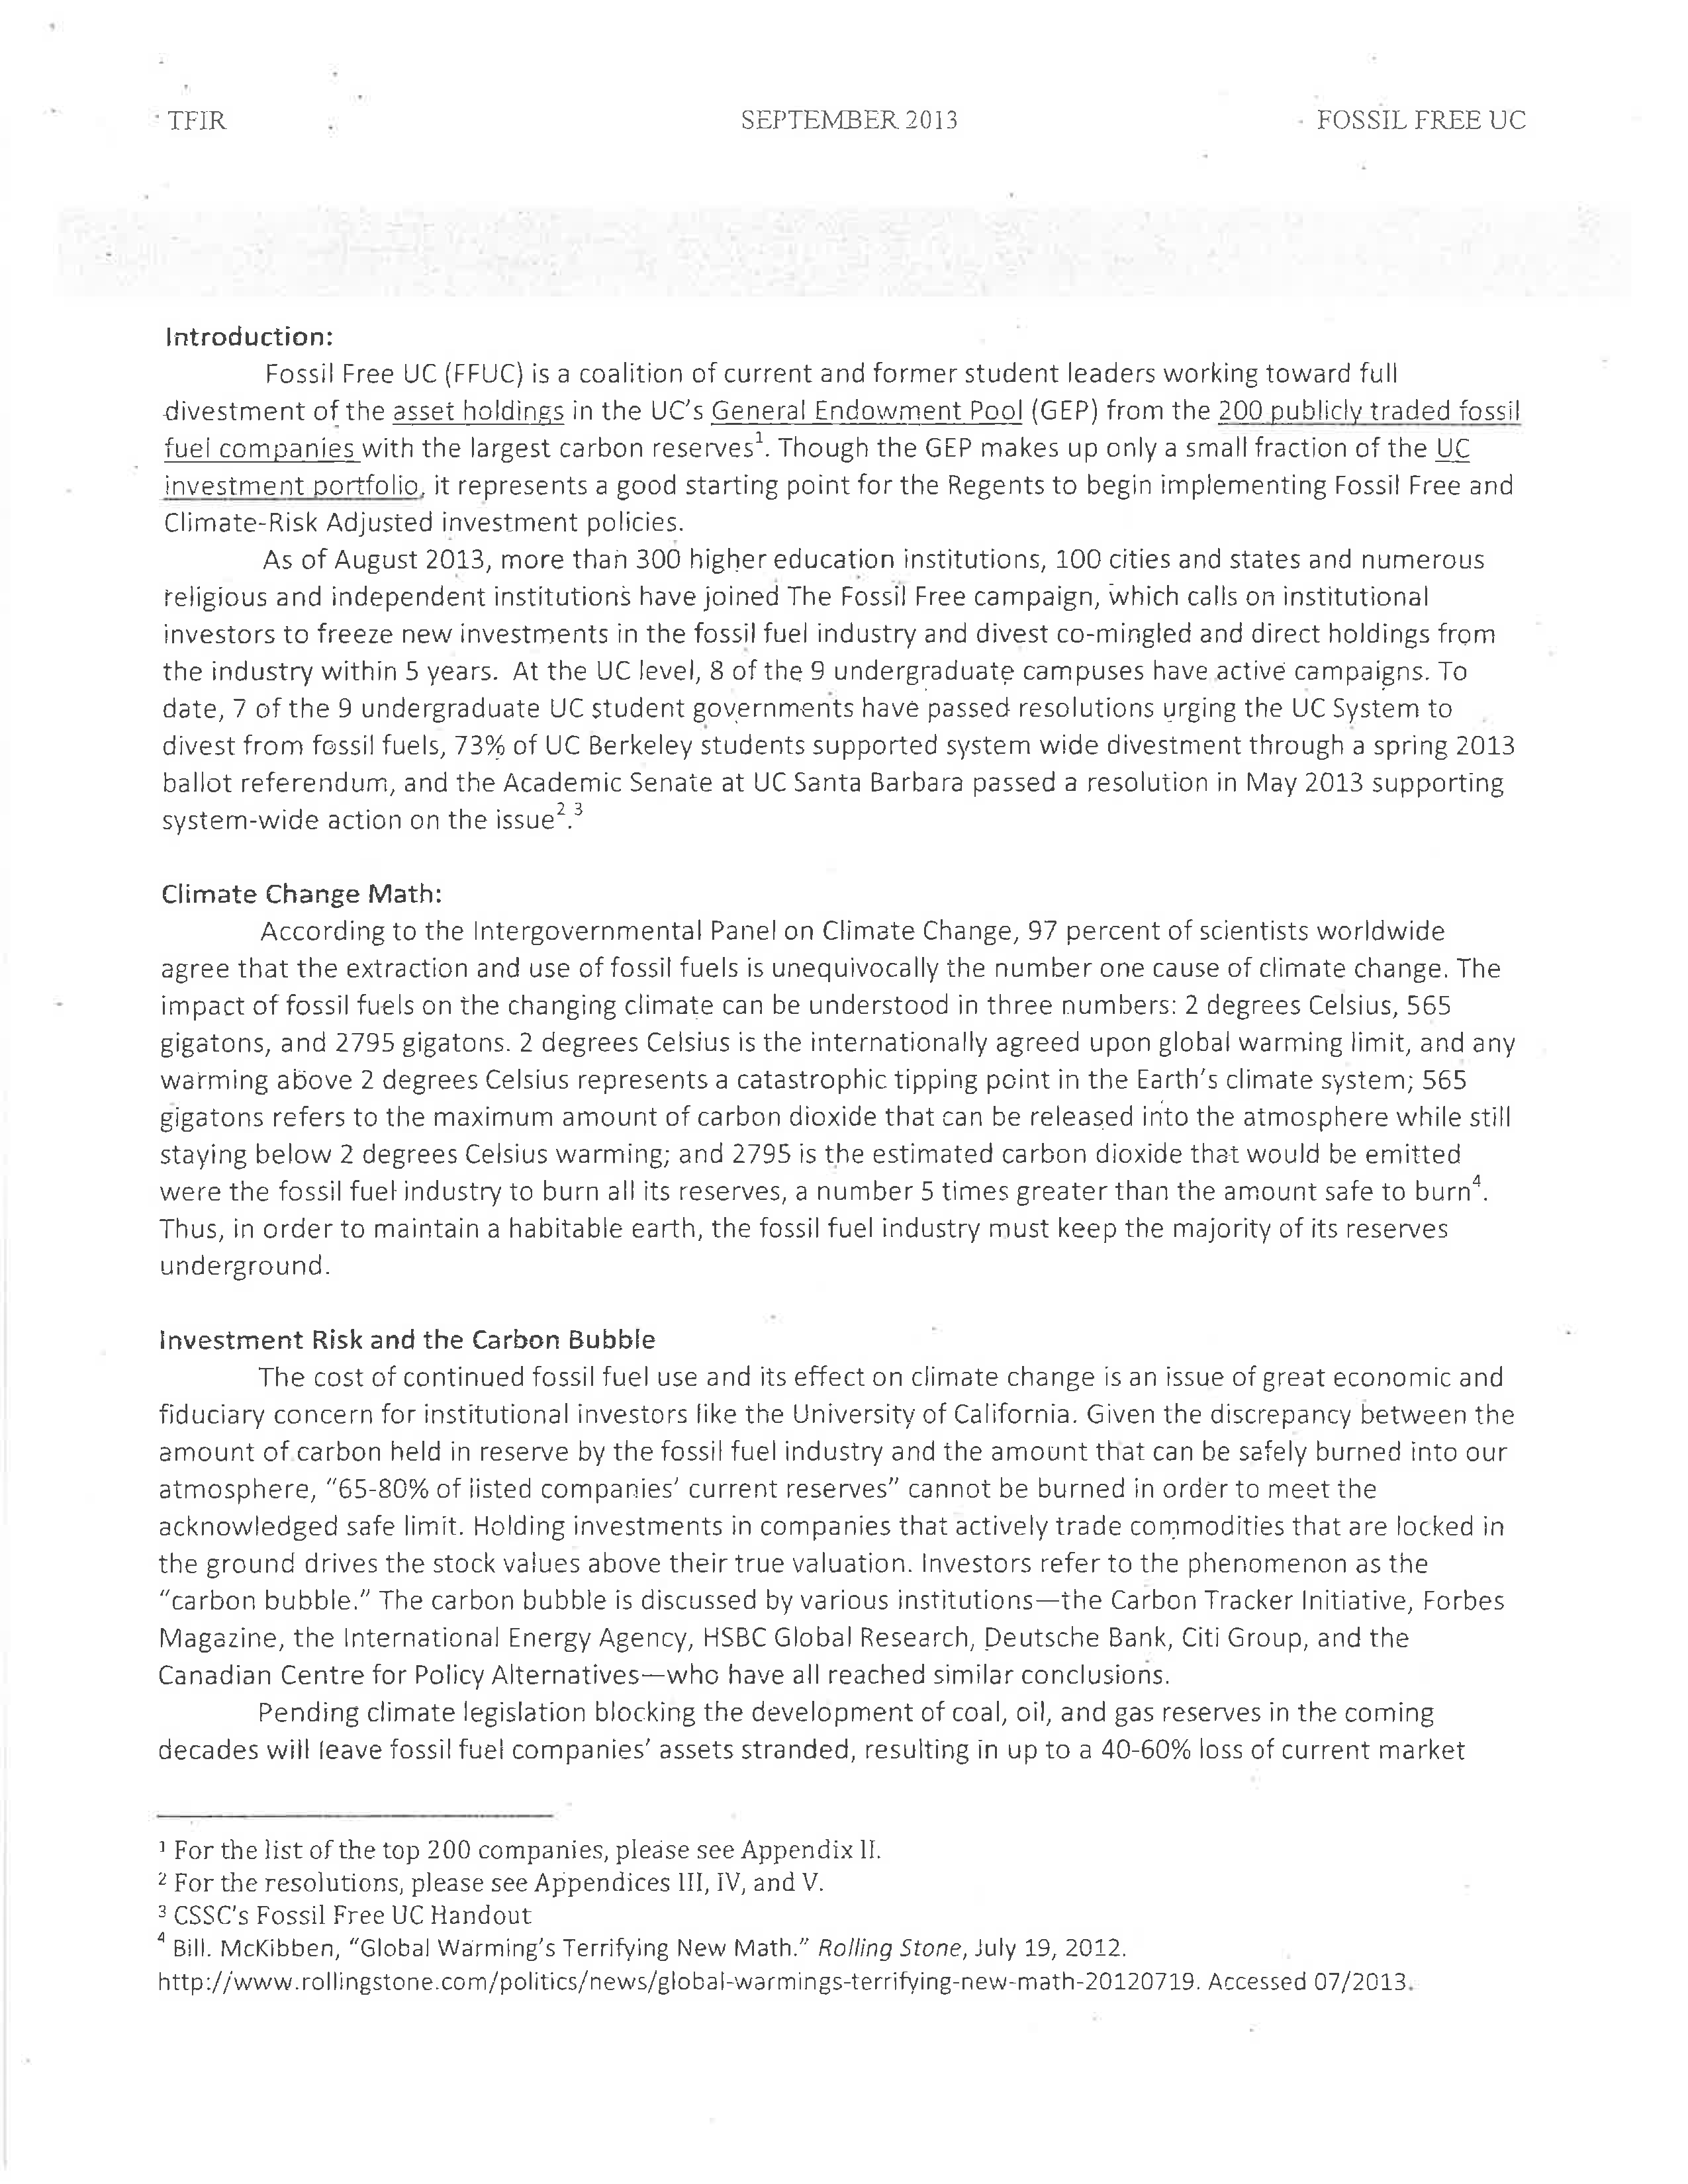 TFIR SEPTEMBER 2013 FOSSIL FREE UC
Introduction:
Fossil Free UC (FFUC) is a coalition of current and former student leaders working toward full
divestment of the asset holdings in the UC's General Endowment Pool (GEP) from the 200 publicly traded fossil
fuel companies with the largest carbon reserves¹. Though the GEP makes up only a small fraction of the UC
investment portfolio, it represents a good starting point for the Regents to begin implementing Fossil Free and
Climate-Risk Adjusted investment policies.
As of August 2013, more than 300 higher education institutions, 100 cities and states and numerous
religious and independent institutions have joined The Fossil Free campaign, which calls on institutional
investors to freeze new investments in the fossil fuel industry and divest co-mingled and direct holdings from
the industry within 5 years. At the UC level, 8 of the 9 undergraduate campuses have active campaigns. To
date, 7 of the 9 undergraduate UC student governments have passed resolutions urging the UC System to
divest from fossil fuels, 73% of UC Berkeley students supported system wide divestment through a spring 2013
ballot referendum, and the Academic Senate at UC Santa Barbara passed a resolution in May 2013 supporting
system-wide action on the issue².³
Climate Change Math:
According to the Intergovernmental Panel on Climate Change, 97 percent of scientists worldwide
agree that the extraction and use of fossil fuels is unequivocally the number one cause of climate change. The
impact of fossil fuels on the changing climate can be understood in three numbers: 2 degrees Celsius, 565
gigatons, and 2795 gigatons. 2 degrees Celsius is the internationally agreed upon global warming limit, and any
warming above 2 degrees Celsius represents a catastrophic tipping point in the Earth's climate system; 565
gigatons refers to the maximum amount of carbon dioxide that can be released into the atmosphere while still
staying below 2 degrees Celsius warming; and 2795 is the estimated carbon dioxide that would be emitted
were the fossil fuel industry to burn all its reserves, a number 5 times greater than the amount safe to burn⁴.
Thus, in order to maintain a habitable earth, the fossil fuel industry must keep the majority of its reserves
underground.
Investment Risk and the Carbon Bubble
The cost of continued fossil fuel use and its effect on climate change is an issue of great economic and
fiduciary concern for institutional investors like the University of California. Given the discrepancy between the
amount of carbon held in reserve by the fossil fuel industry and the amount that can be safely burned into our
atmosphere, "65-80% of listed companies' current reserves" cannot be burned in order to meet the
acknowledged safe limit. Holding investments in companies that actively trade commodities that are locked in
the ground drives the stock values above their true valuation. Investors refer to the phenomenon as the
"carbon bubble." The carbon bubble is discussed by various institutions—the Carbon Tracker Initiative, Forbes
Magazine, the International Energy Agency, HSBC Global Research, Deutsche Bank, Citi Group, and the
Canadian Centre for Policy Alternatives—who have all reached similar conclusions.
Pending climate legislation blocking the development of coal, oil, and gas reserves in the coming
decades will leave fossil fuel companies' assets stranded, resulting in up to a 40-60% loss of current market
¹ For the list of the top 200 companies, please see Appendix II.
² For the resolutions, please see Appendices III, IV, and V.
³ CSSC's Fossil Free UC Handout
⁴ Bill. McKibben, "Global Warming's Terrifying New Math." Rolling Stone, July 19, 2012.
http://www.rollingstone.com/politics/news/global-warmings-terrifying-new-math-20120719. Accessed 07/2013.